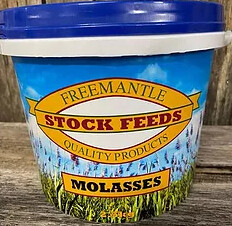 FREEMANTLE
STOCK FEEDS
QUALITY PRODUCTS
MOLASSES